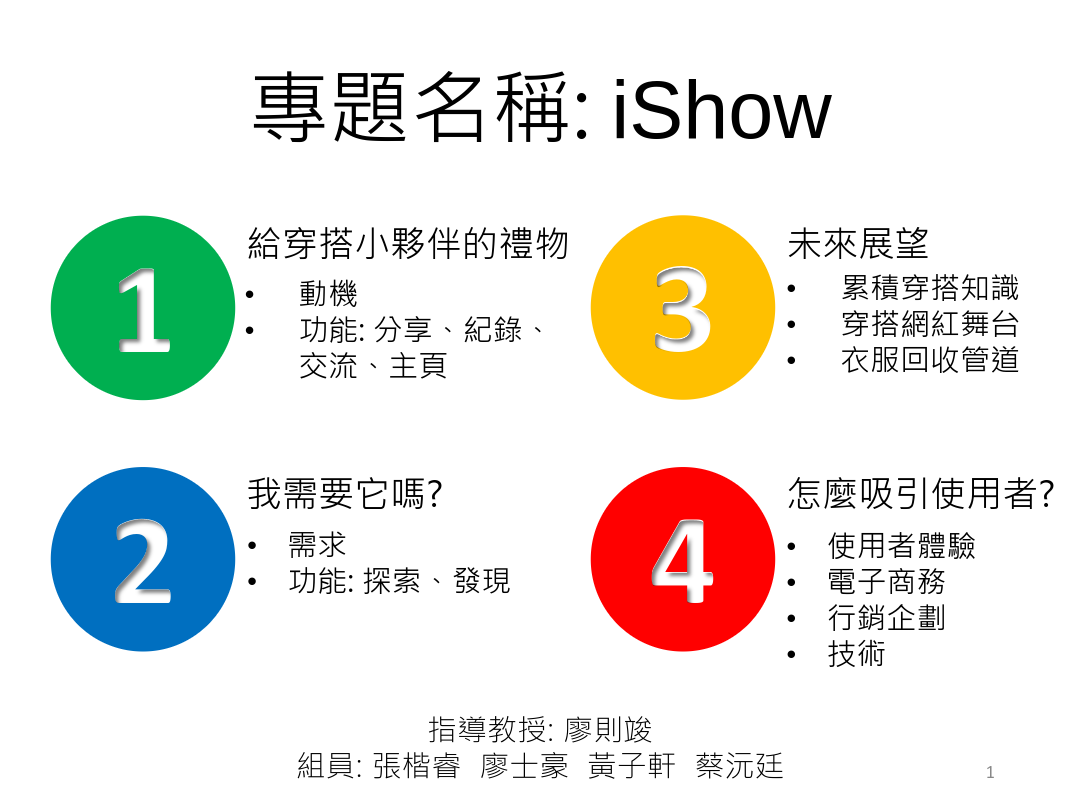 專題名稱: iShow
1
給穿搭小夥伴的禮物
• 動機
• 功能: 分享、紀錄、
交流、主頁
2
我需要它嗎?
• 需求
• 功能: 探索、發現
3
未來展望
• 累積穿搭知識
• 穿搭網紅舞台
• 衣服回收管道
4
怎麼吸引使用者?
• 使用者體驗
• 電子商務
• 行銷企劃
• 技術
指導教授: 廖則竣
組員: 張楷睿 廖士豪 黃子軒 蔡沅廷
1